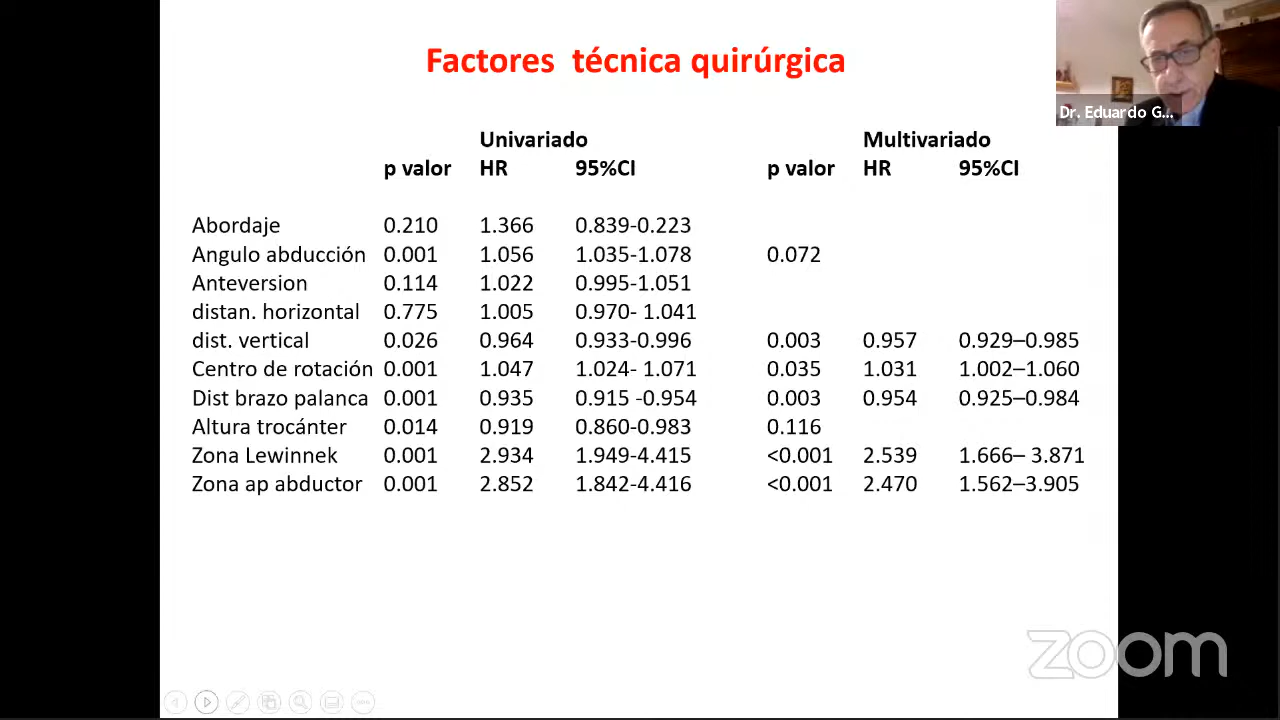 Factores técnica quirúrgica
Dr. Eduardo G...
Univariado Multivariado
p valor HR 95%CI p valor HR 95%CI
Abordaje 0.210 1.366 0.839-0.223
Angulo abducción 0.001 1.056 1.035-1.078 0.072
Anteversion 0.114 1.022 0.995-1.051
distan. horizontal 0.775 1.005 0.970- 1.041
dist. vertical 0.026 0.964 0.933-0.996 0.003 0.957 0.929–0.985
Centro de rotación 0.001 1.047 1.024- 1.071 0.035 1.031 1.002–1.060
Dist brazo palanca 0.001 0.935 0.915 -0.954 0.003 0.954 0.925–0.984
Altura trocánter 0.014 0.919 0.860-0.983 0.116
Zona Lewinnek 0.001 2.934 1.949-4.415 <0.001 2.539 1.666– 3.871
Zona ap abductor 0.001 2.852 1.842-4.416 <0.001 2.470 1.562–3.905
zoom